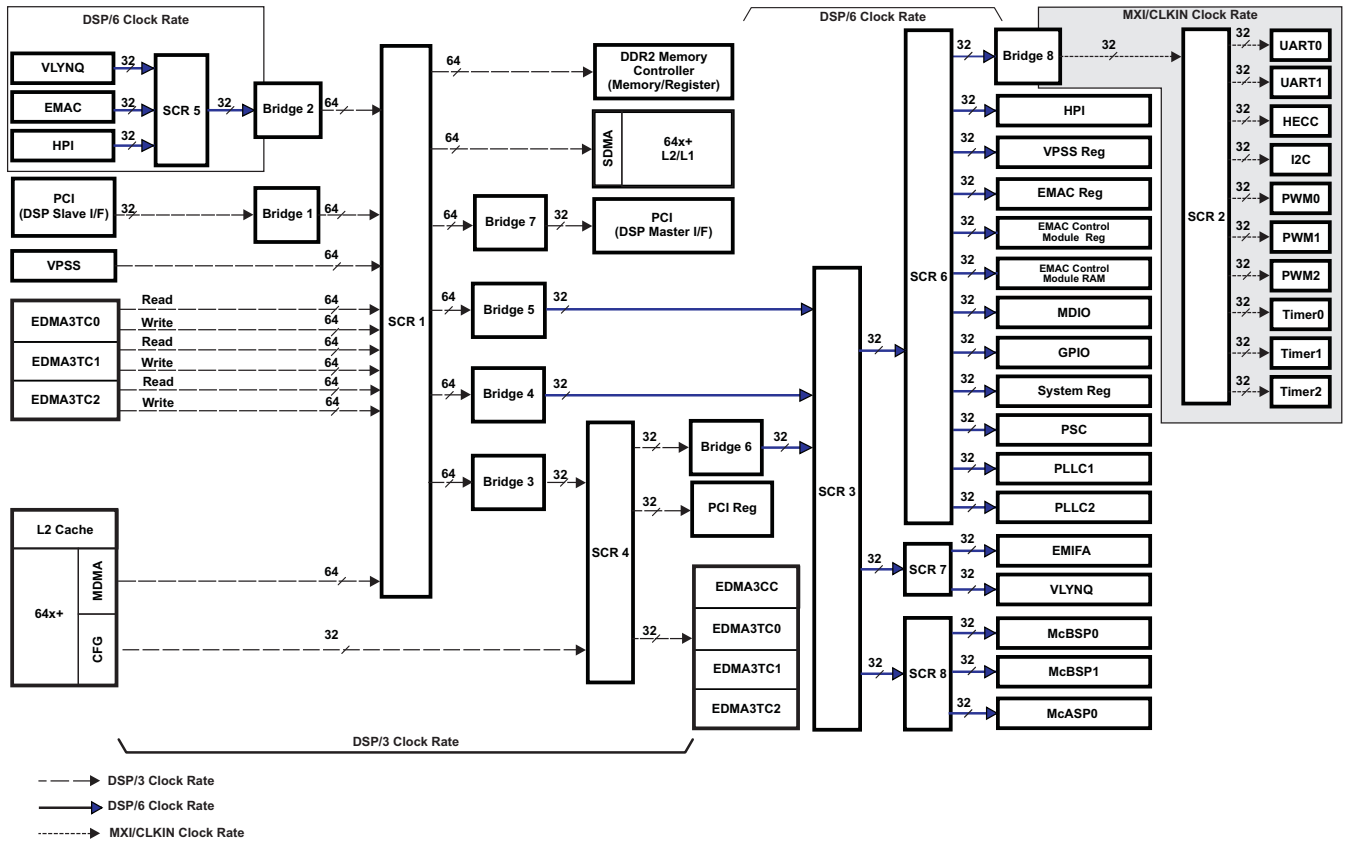 DSP/6 Clock Rate
VLYNQ
32
EMAC
32
HPI
32
SCR 5
32
Bridge 2
64
PCI
(DSP Slave I/F)
32
Bridge 1
64
VPSS
64
EDMA3TC0
EDMA3TC1
EDMA3TC2
Read
64
Write
64
Read
64
Write
64
Read
64
Write
64
L2 Cache
64x+
MDMA
CFG
64
32
SCR 1
64
DDR2 Memory
Controller
(Memory/Register)
64
SDMA
64x+
L2/L1
64
Bridge 7
32
PCI
(DSP Master I/F)
64
Bridge 5
32
64
Bridge 4
32
64
Bridge 3
32
SCR 4
32
Bridge 6
32
32
PCI Reg
32
EDMA3CC
EDMA3TC0
EDMA3TC1
EDMA3TC2
DSP/3 Clock Rate
SCR 3
32
32
32
DSP/6 Clock Rate
SCR 6
32
Bridge 8
32
32
HPI
32
VPSS Reg
32
EMAC Reg
32
EMAC Control
Module Reg
32
EMAC Control
Module RAM
32
MDIO
32
GPIO
32
System Reg
32
PSC
32
PLLC1
32
PLLC2
SCR 7
32
EMIFA
32
VLYNQ
SCR 8
32
McBSP0
32
McBSP1
32
McASP0
MXI/CLKIN Clock Rate
SCR 2
32
UART0
32
UART1
32
HECC
32
I2C
32
PWM0
32
PWM1
32
PWM2
32
Timer0
32
Timer1
32
Timer2
DSP/3 Clock Rate
DSP/6 Clock Rate
MXI/CLKIN Clock Rate